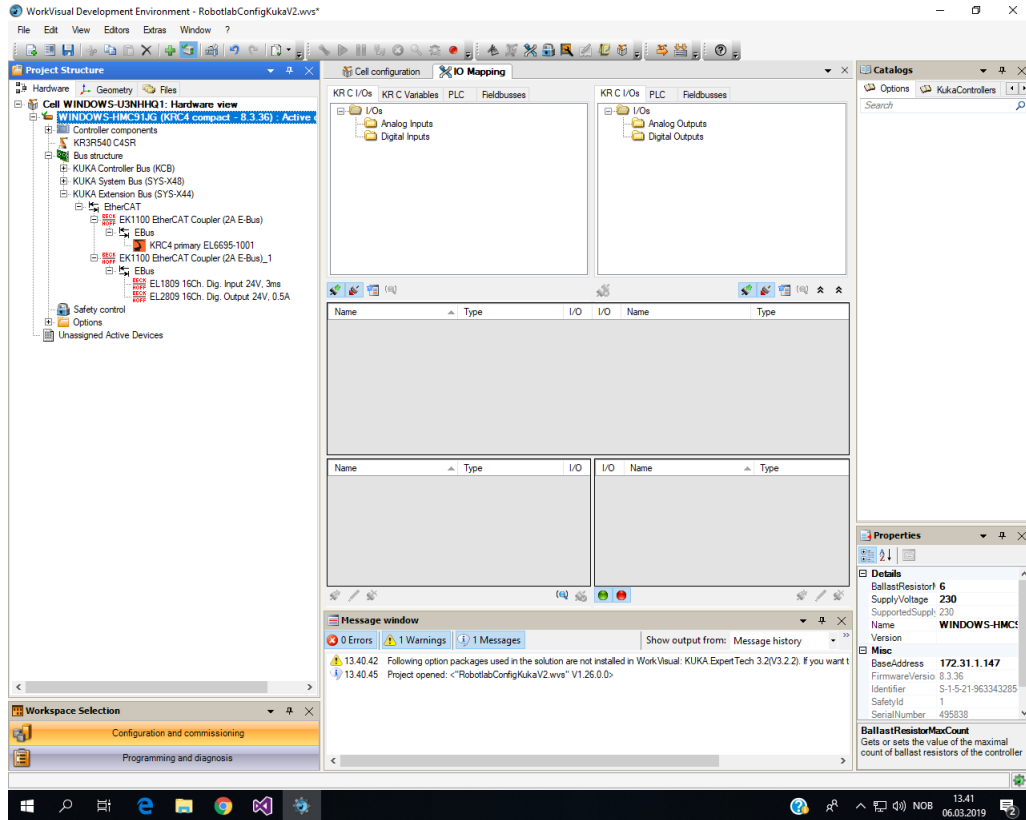 WorkVisual Development Environment - RobotlabConfigKukaV2.wvs*
File Edit View Editors Extras Window ?
Project Structure
Hardware Geometry Files
Cell WINDOWS-U3NHHQ1: Hardware view
WINDOWS-HMC91JG (KRC4 compact - 8.3.36) : Active c
Controller components
KR3R540 C4SR
Bus structure
KUKA Controller Bus (KCB)
KUKA System Bus (SYS-X48)
KUKA Extension Bus (SYS-X44)
EtherCAT
EK1100 EtherCAT Coupler (2A E-Bus)
EBus
KRC4 primary EL6695-1001
EK1100 EtherCAT Coupler (2A E-Bus)_1
EBus
EL1809 16Ch. Dig. Input 24V, 3ms
EL2809 16Ch. Dig. Output 24V, 0.5A
Safety control
Options
Unassigned Active Devices
Workspace Selection
Configuration and commissioning
Programming and diagnosis
Cell configuration IO Mapping
KR C I/Os KR C Variables PLC Fieldbusses
I/Os
Analog Inputs
Digital Inputs
KR C I/Os PLC Fieldbusses
I/Os
Analog Outputs
Digital Outputs
Name Type I/O I/O Name Type
Name Type I/O I/O Name Type
Message window
0 Errors 1 Warnings 1 Messages Show output from: Message history
13.40.42 Following option packages used in the solution are not installed in WorkVisual: KUKA.ExpertTech 3.2(V3.2.2). If you want t
13.40.45 Project opened: <"RobotlabConfigKukaV2.wvs" V1.26.0.0>
Catalogs
Options KukaControllers
Search
Properties
Details
BallastResistorM 6
SupplyVoltage 230
SupportedSuppl 230
Name WINDOWS-HMC9
Version
Misc
BaseAddress 172.31.1.147
FirmwareVersio 8.3.36
Identifier S-1-5-21-963343285
SafetyId 1
SerialNumber 495838
BallastResistorMaxCount
Gets or sets the value of the maximal
count of ballast resistors of the controller
NOB
13.41
06.03.2019
2